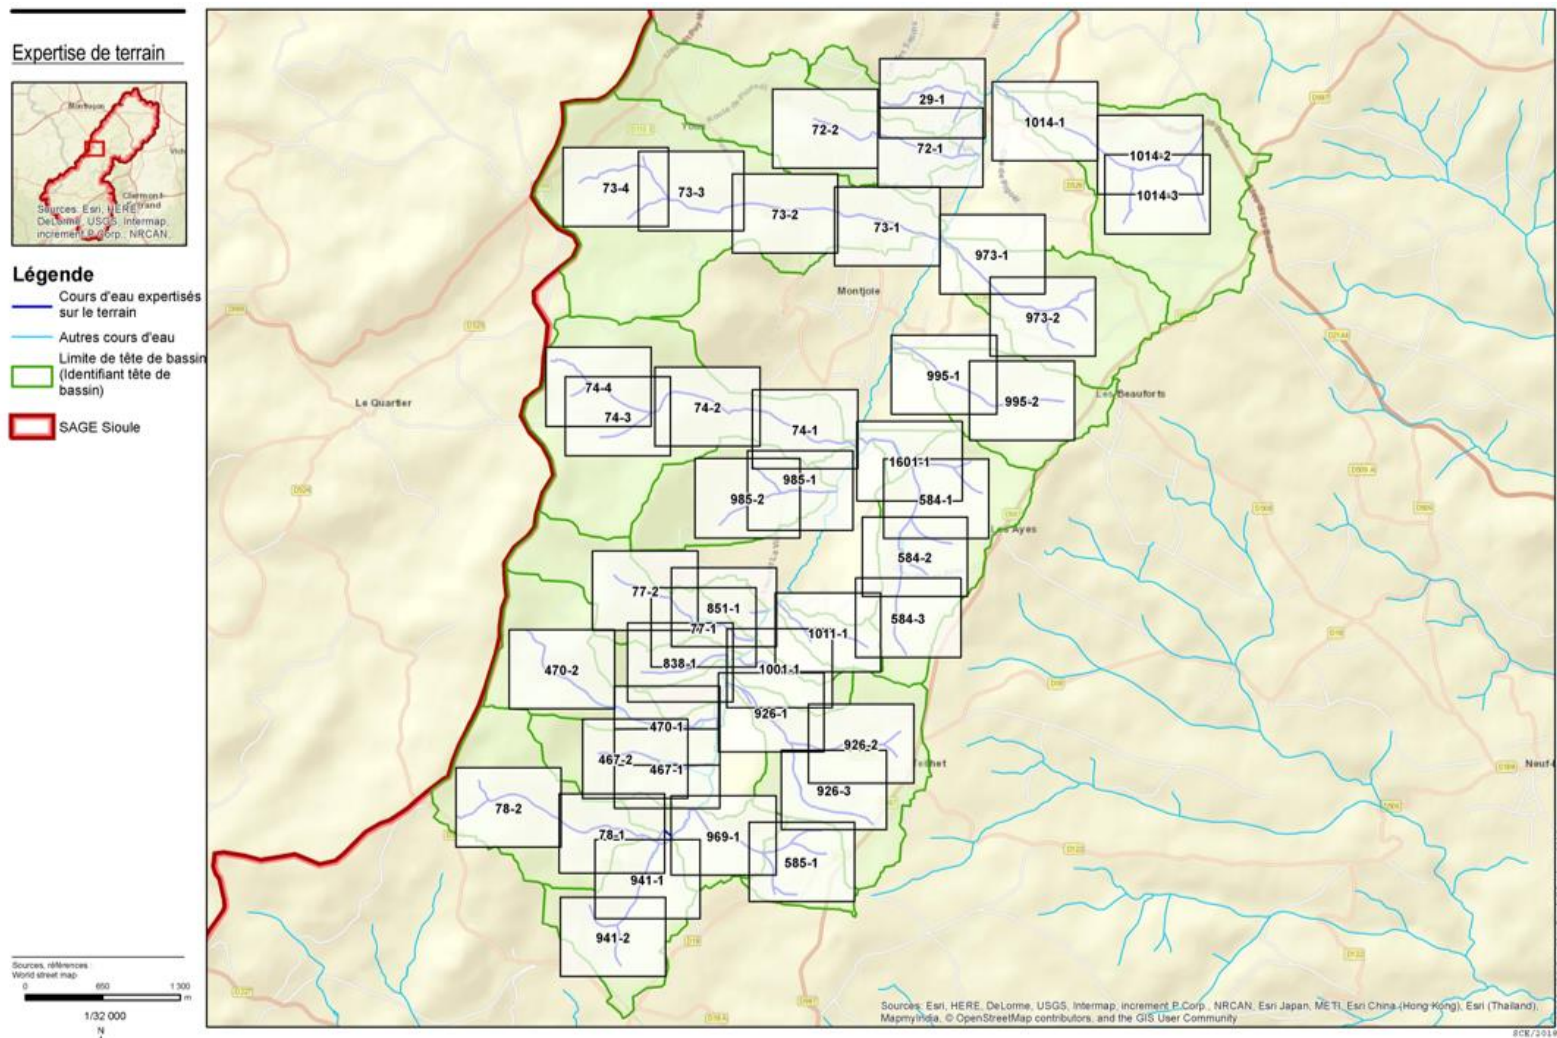 Expertise de terrain
Montluçon
Clermont-
Ferrand
Sources: Esri, HERE,
DeLorme, USGS, Intermap,
increment P Corp., NRCAN,
Légende
Cours d'eau expertisés
sur le terrain
Autres cours d'eau
Limite de tête de bassin
(Identifiant tête de
bassin)
SAGE Sioule
Sources, références :
World street map
0 650 1 300
m
1/32 000
N
29-1
72-2
72-1
1014-1
1014-2
1014-3
73-4
73-3
73-2
73-1
973-1
Montjoie
973-2
995-1
995-2
Les Beauforts
Le Quartier
74-4
74-3
74-2
74-1
1601-1
985-1
985-2
584-1
Les Ayes
584-2
77-2
851-1
77-1
584-3
1011-1
838-1
1001-1
470-2
926-1
470-1
926-2
467-2
467-1
926-3
78-2
78-1
969-1
585-1
941-1
941-2
D2144
Neuf-
Sources: Esri, HERE, DeLorme, USGS, Intermap, increment P Corp., NRCAN, Esri Japan, METI, Esri China (Hong Kong), Esri (Thailand),
MapmyIndia, © OpenStreetMap contributors, and the GIS User Community
SCE/2018